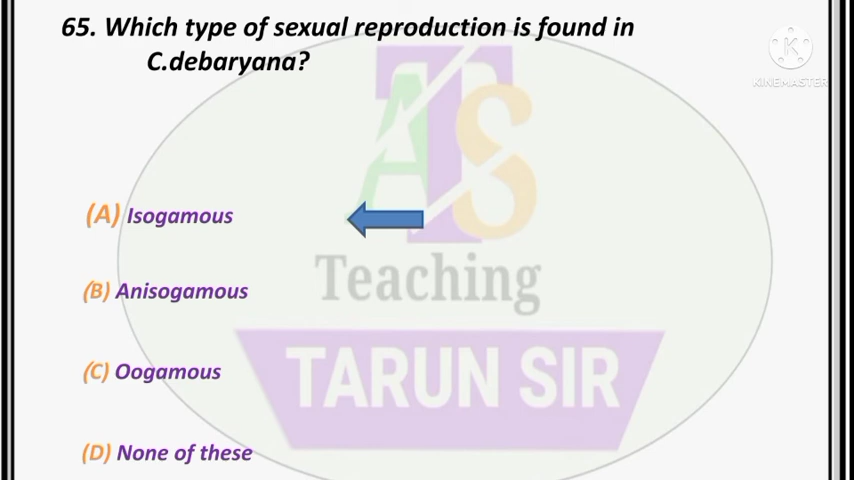 65. Which type of sexual reproduction is found in
C.debaryana?
KINEMASTER
(A) Isogamous
(B) Anisogamous
Teaching
(C) Oogamous
TARUN SIR
(D) None of these